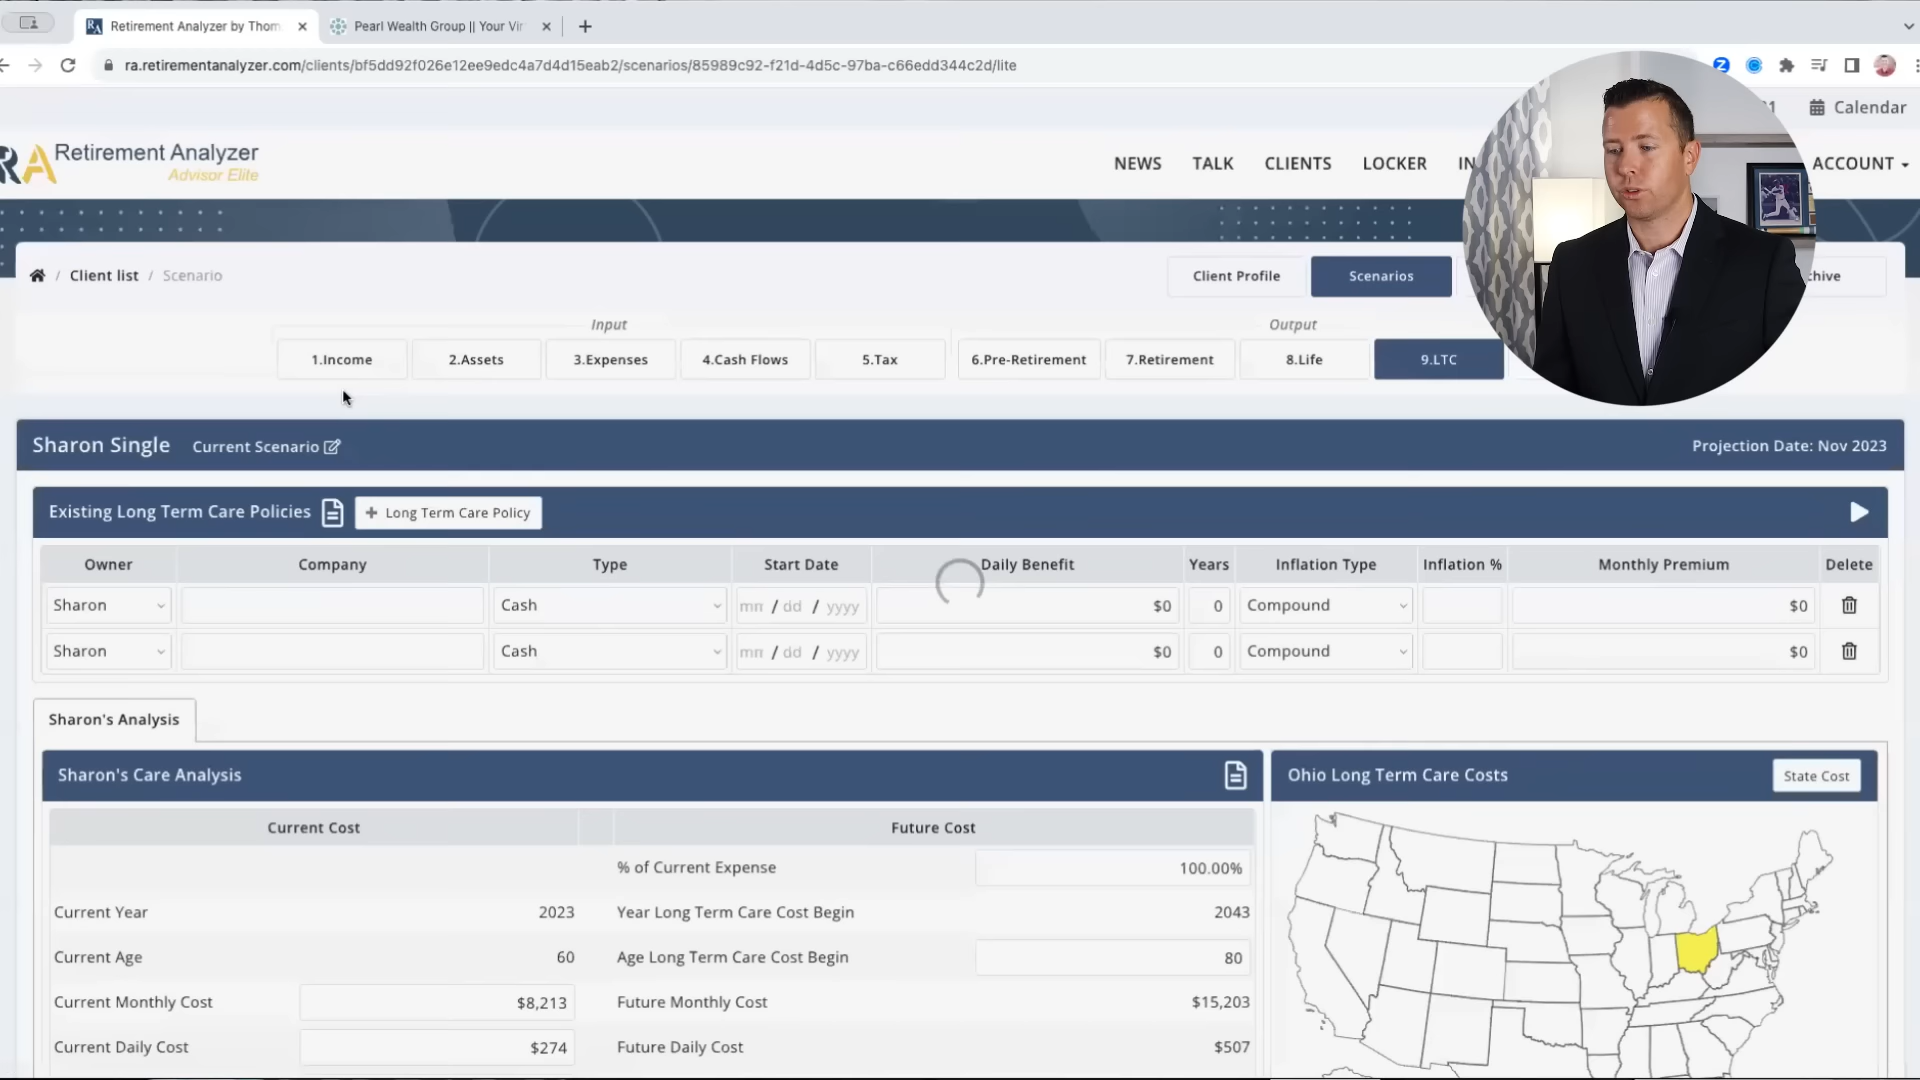 Retirement Analyzer by Thom
Pearl Wealth Group || Your Vir
ra.retirementanalyzer.com/clients/bf5dd92f026e12ee9edc4a7d4d15eab2/scenarios/85989c92-f21d-4d5c-97ba-c66edd344c2d/lite
Calendar
RA Retirement Analyzer
Advisor Elite
NEWS TALK CLIENTS LOCKER IN ACCOUNT
/ Client list / Scenario
Client Profile Scenarios chive
Input Output
1.Income 2.Assets 3.Expenses 4.Cash Flows 5.Tax 6.Pre-Retirement 7.Retirement 8.Life 9.LTC
Sharon Single Current Scenario Projection Date: Nov 2023
Existing Long Term Care Policies + Long Term Care Policy
Owner Company Type Start Date Daily Benefit Years Inflation Type Inflation % Monthly Premium Delete
Sharon Cash mm / dd / yyyy $0 0 Compound $0
Sharon Cash mm / dd / yyyy $0 0 Compound $0
Sharon's Analysis
Sharon's Care Analysis Ohio Long Term Care Costs State Cost
Current Cost Future Cost
% of Current Expense 100.00%
Current Year 2023 Year Long Term Care Cost Begin 2043
Current Age 60 Age Long Term Care Cost Begin 80
Current Monthly Cost $8,213 Future Monthly Cost $15,203
Current Daily Cost $274 Future Daily Cost $507